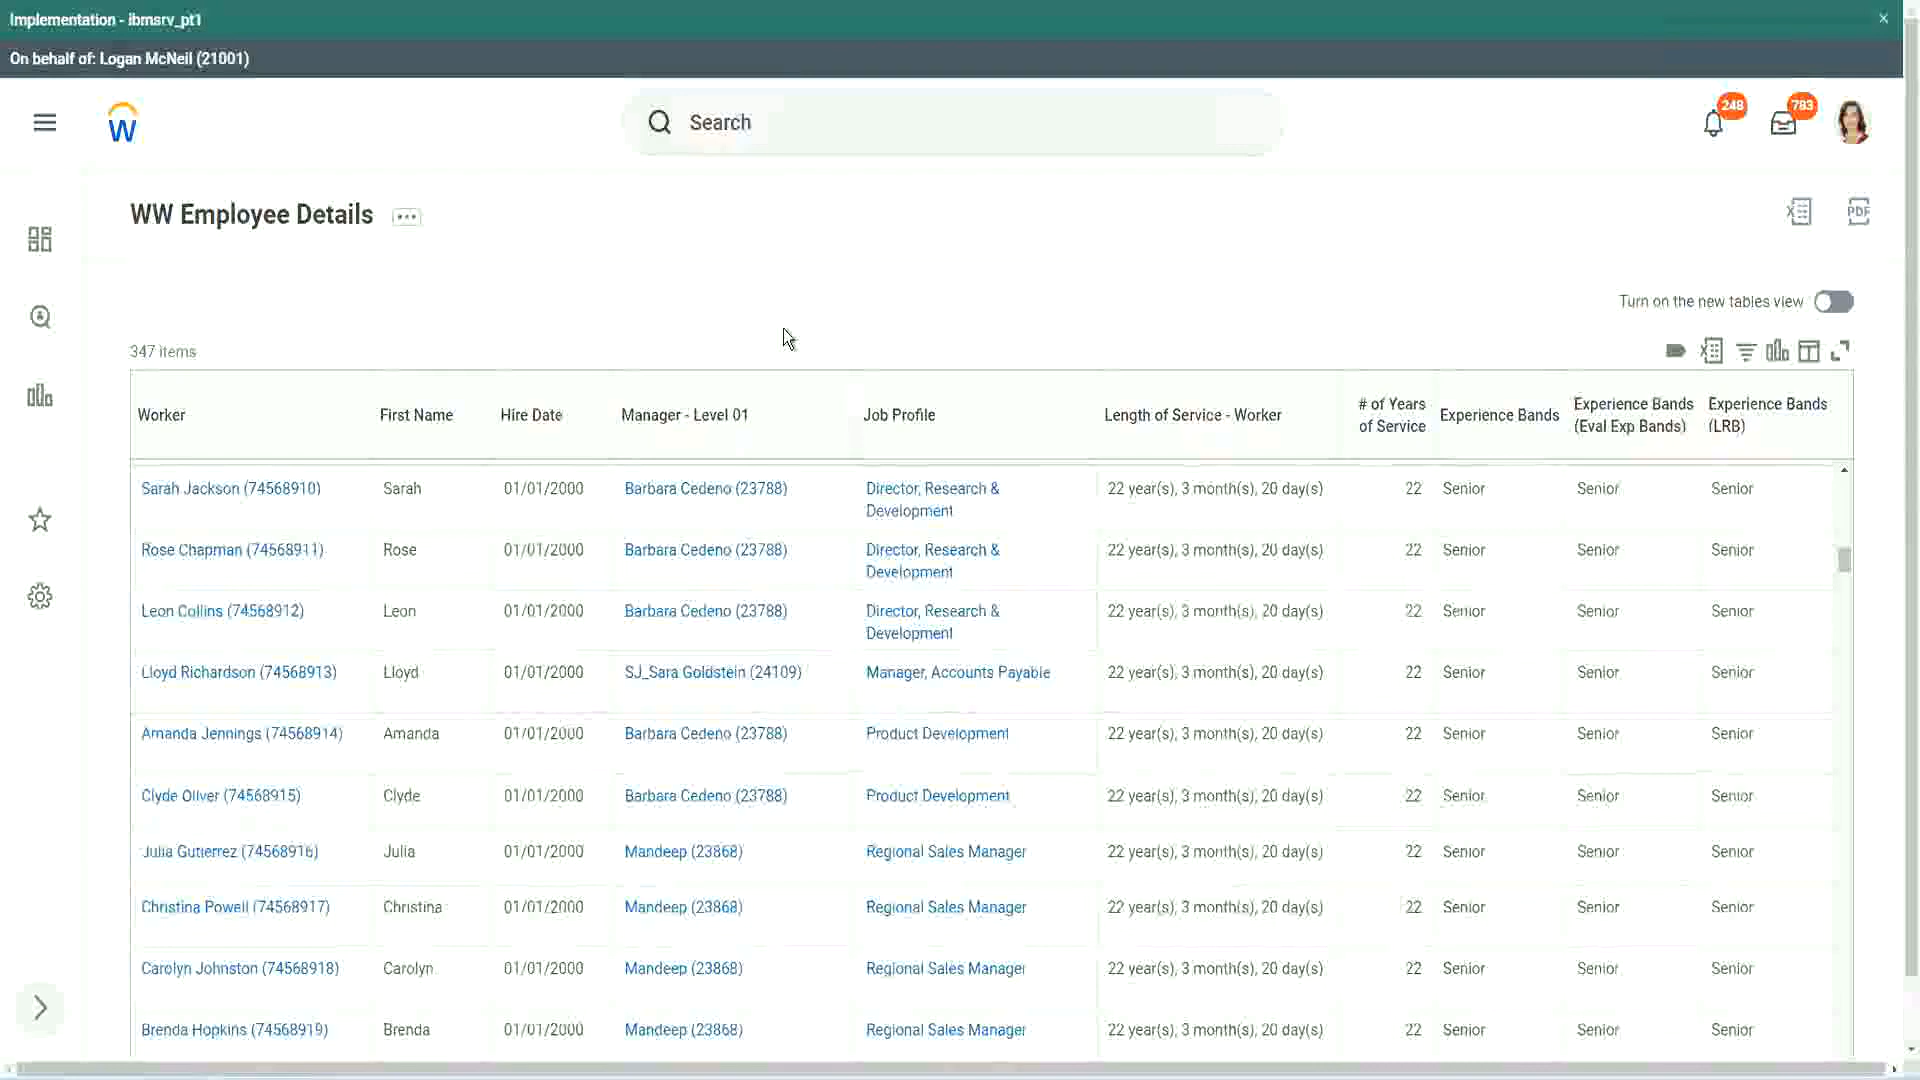 Implementation - ibmsrv_pt1
On behalf of: Logan McNeil (21001)
W
Search
248
783
WW Employee Details
PDF
Turn on the new tables view
347 items
Worker First Name Hire Date Manager - Level 01 Job Profile Length of Service - Worker # of Years of Service Experience Bands Experience Bands (Eval Exp Bands) Experience Bands (LRB)
Sarah Jackson (74568910) Sarah 01/01/2000 Barbara Cedeno (23788) Director, Research & Development 22 year(s), 3 month(s), 20 day(s) 22 Senior Senior Senior
Rose Chapman (74568911) Rose 01/01/2000 Barbara Cedeno (23788) Director, Research & Development 22 year(s), 3 month(s), 20 day(s) 22 Senior Senior Senior
Leon Collins (74568912) Leon 01/01/2000 Barbara Cedeno (23788) Director, Research & Development 22 year(s), 3 month(s), 20 day(s) 22 Senior Senior Senior
Lloyd Richardson (74568913) Lloyd 01/01/2000 SJ_Sara Goldstein (24109) Manager, Accounts Payable 22 year(s), 3 month(s), 20 day(s) 22 Senior Senior Senior
Amanda Jennings (74568914) Amanda 01/01/2000 Barbara Cedeno (23788) Product Development 22 year(s), 3 month(s), 20 day(s) 22 Senior Senior Senior
Clyde Oliver (74568915) Clyde 01/01/2000 Barbara Cedeno (23788) Product Development 22 year(s), 3 month(s), 20 day(s) 22 Senior Senior Senior
Julia Gutierrez (74568916) Julia 01/01/2000 Mandeep (23868) Regional Sales Manager 22 year(s), 3 month(s), 20 day(s) 22 Senior Senior Senior
Christina Powell (74568917) Christina 01/01/2000 Mandeep (23868) Regional Sales Manager 22 year(s), 3 month(s), 20 day(s) 22 Senior Senior Senior
Carolyn Johnston (74568918) Carolyn 01/01/2000 Mandeep (23868) Regional Sales Manager 22 year(s), 3 month(s), 20 day(s) 22 Senior Senior Senior
Brenda Hopkins (74568919) Brenda 01/01/2000 Mandeep (23868) Regional Sales Manager 22 year(s), 3 month(s), 20 day(s) 22 Senior Senior Senior